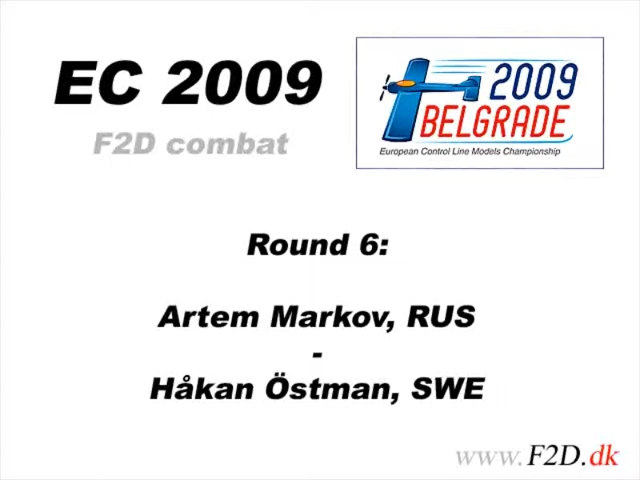 EC 2009
F2D combat
2009
BELGRADE
European Control Line Models Championship
Round 6:
Artem Markov, RUS
-
Håkan Östman, SWE
www.F2D.dk